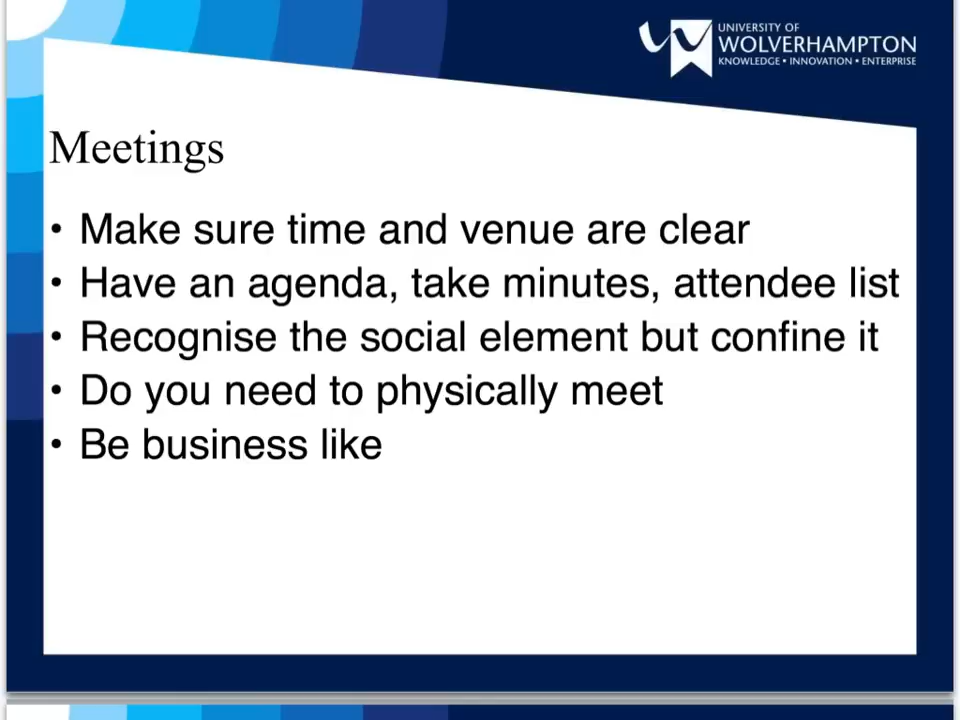 UNIVERSITY OF
WOLVERHAMPTON
KNOWLEDGE • INNOVATION • ENTERPRISE
Meetings
• Make sure time and venue are clear
• Have an agenda, take minutes, attendee list
• Recognise the social element but confine it
• Do you need to physically meet
• Be business like